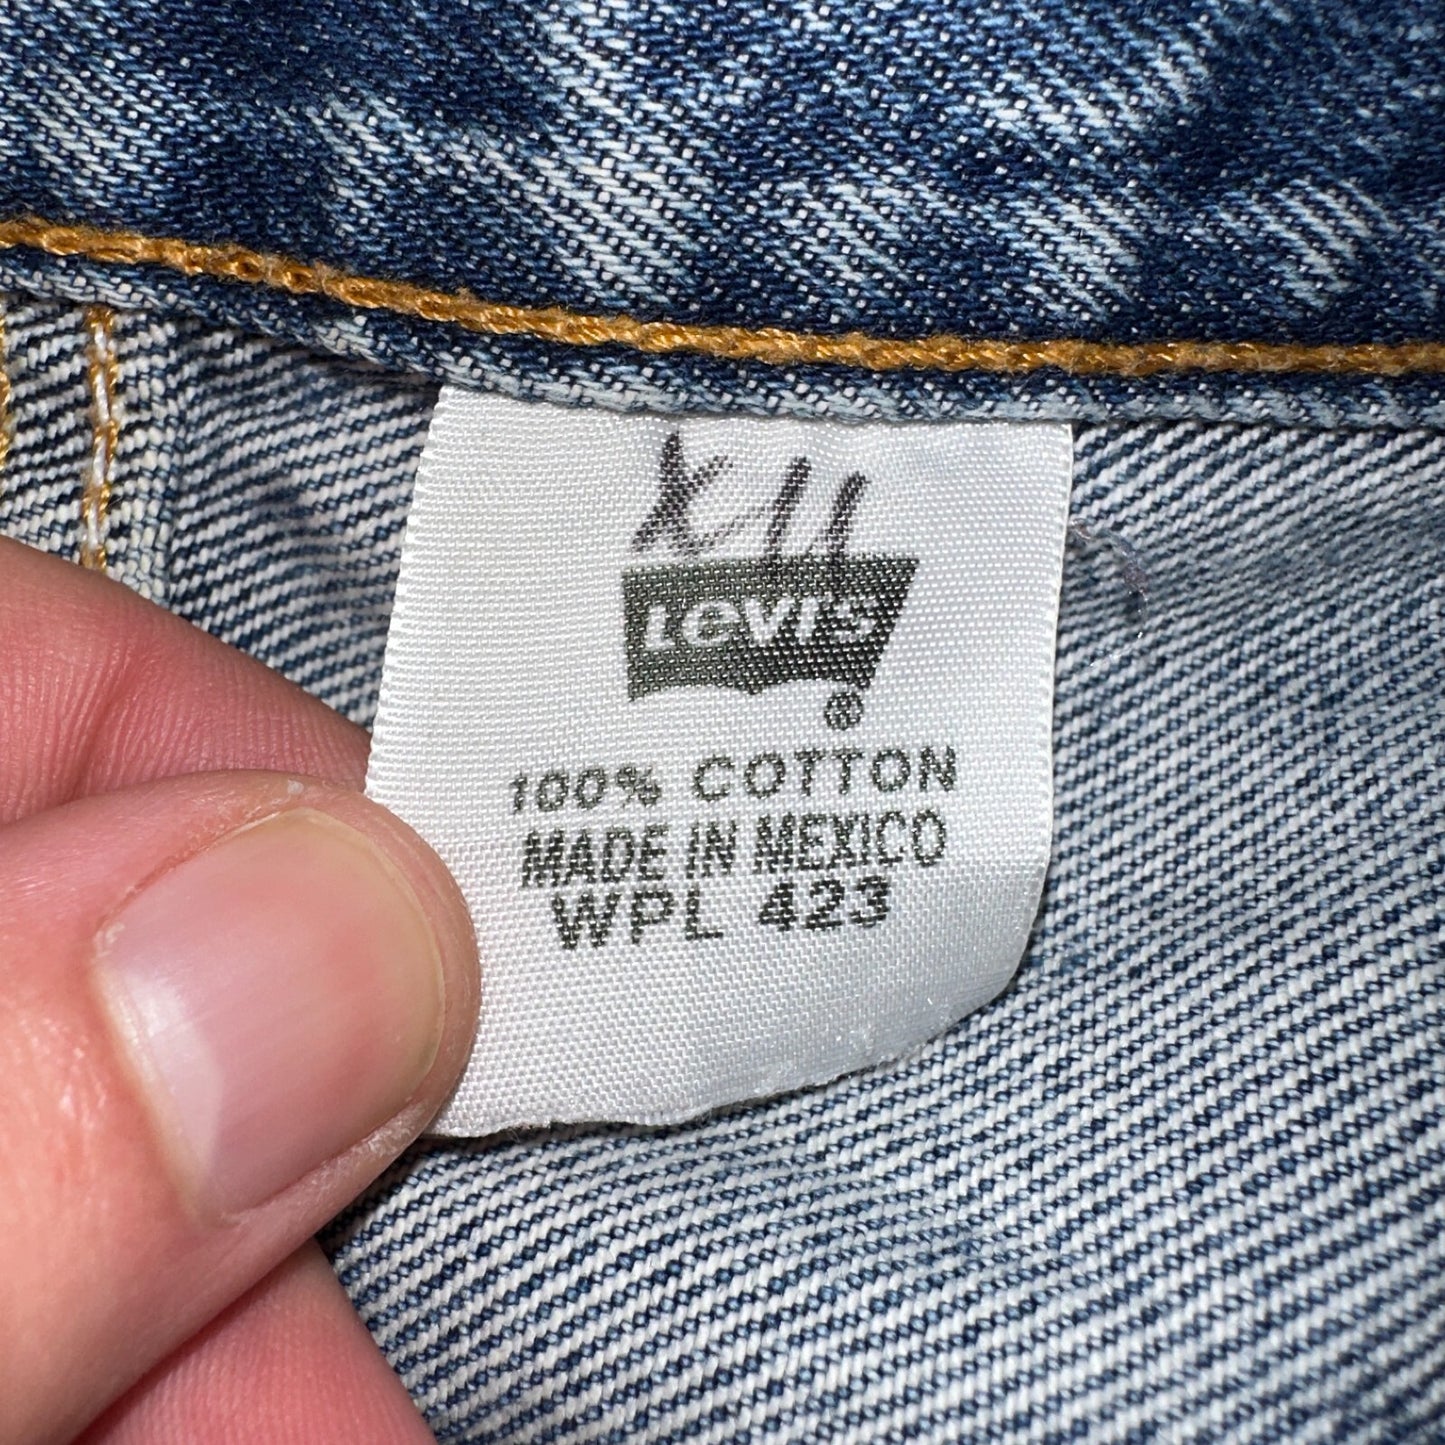 Levi's
®
100% COTTON
MADE IN MEXICO
WPL 423